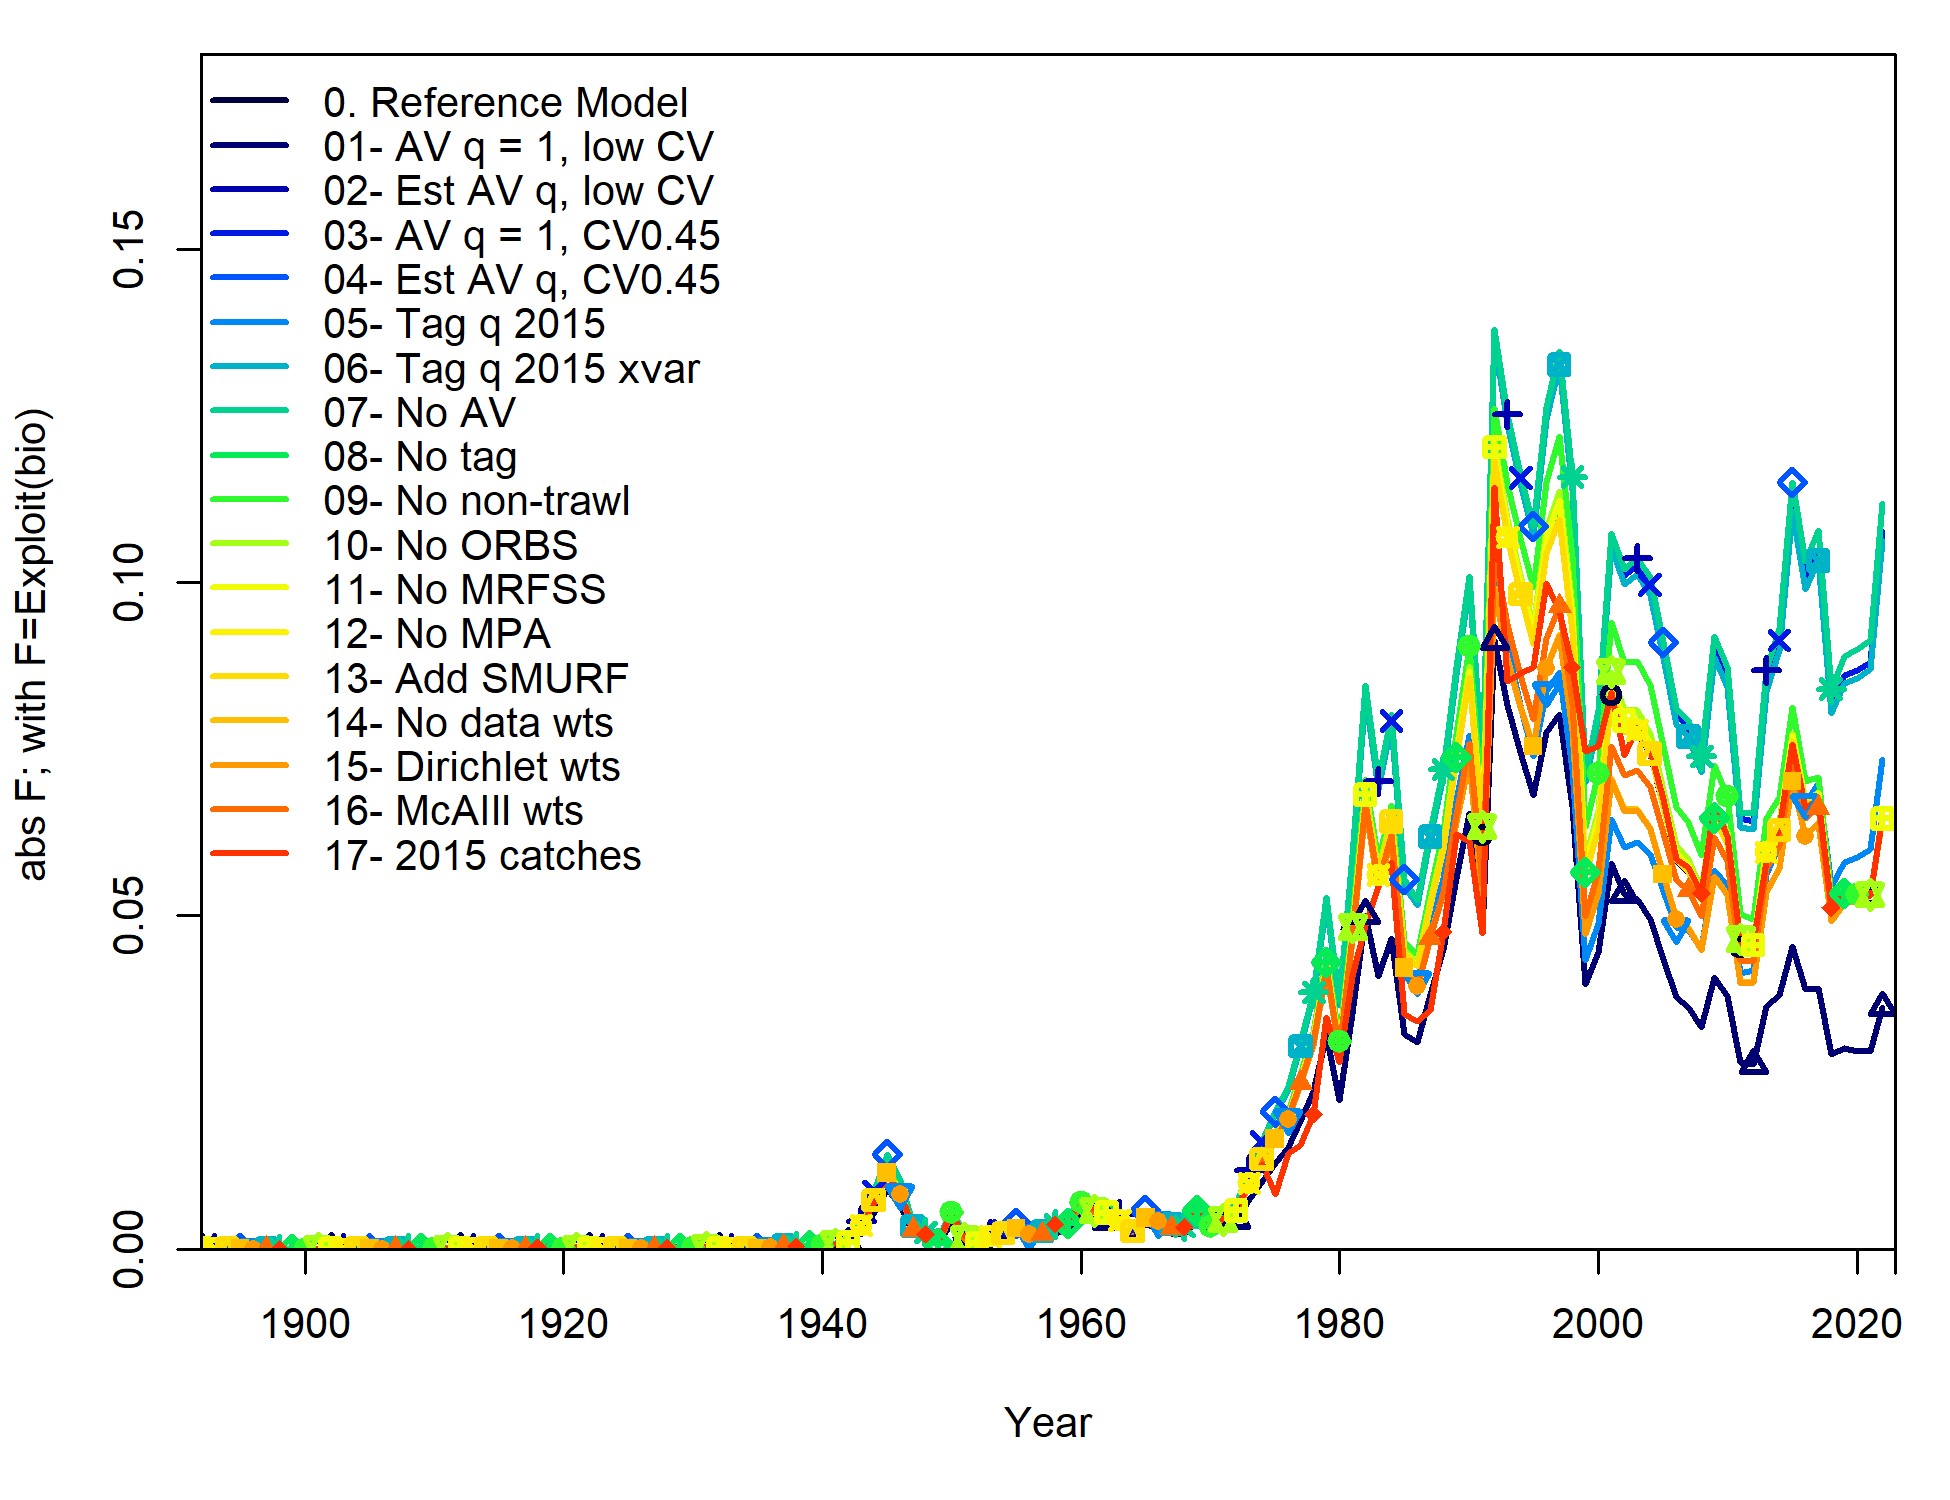 0. Reference Model
01- AV q = 1, low CV
02- Est AV q, low CV
03- AV q = 1, CV0.45
04- Est AV q, CV0.45
05- Tag q 2015
06- Tag q 2015 xvar
07- No AV
08- No tag
09- No non-trawl
10- No ORBS
11- No MRFSS
12- No MPA
13- Add SMURF
14- No data wts
15- Dirichlet wts
16- McAIII wts
17- 2015 catches
abs F; with F=Exploit(bio)
0.15
0.10
0.05
0.00
1900 1920 1940 1960 1980 2000 2020
Year